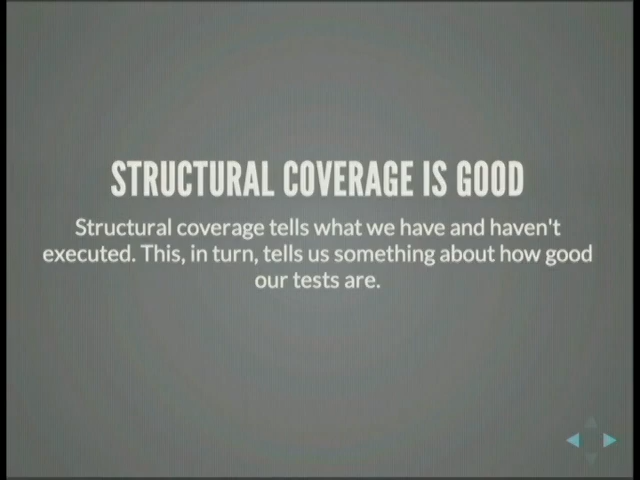 STRUCTURAL COVERAGE IS GOOD
Structural coverage tells what we have and haven't
executed. This, in turn, tells us something about how good
our tests are.